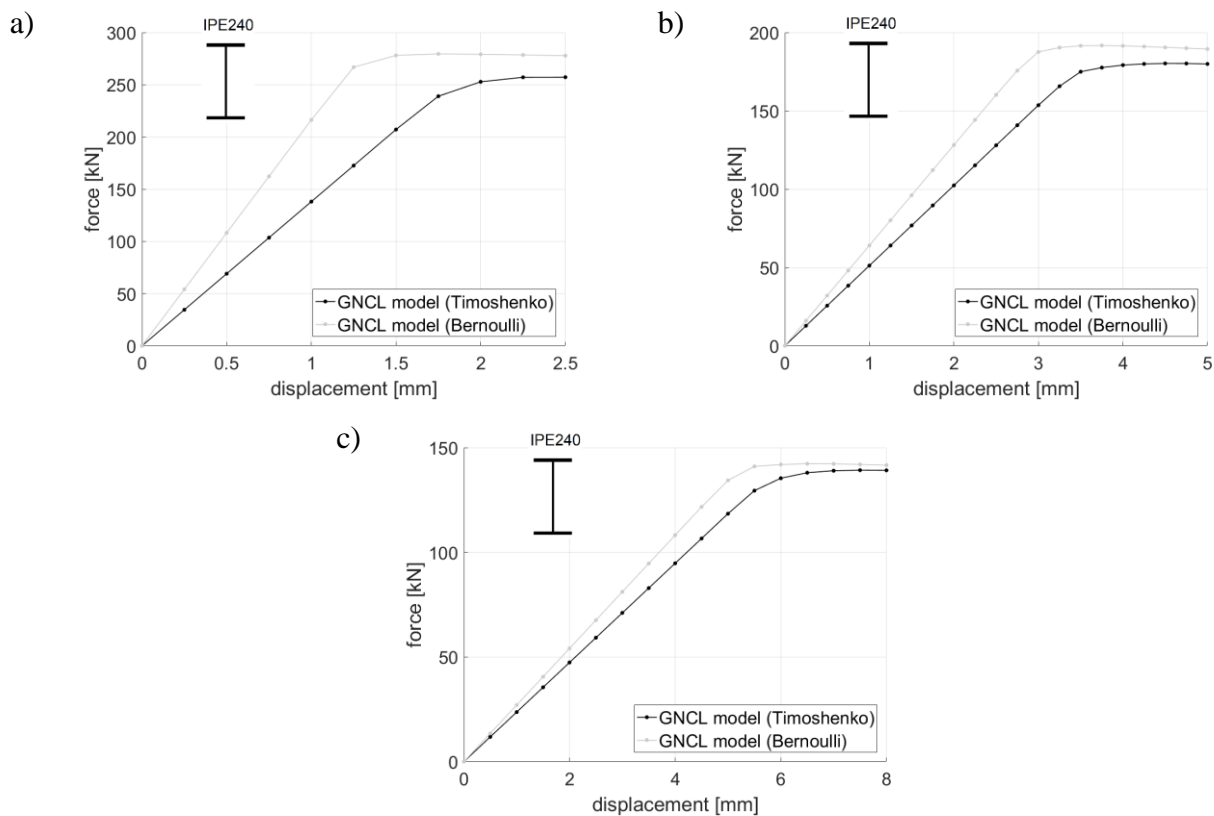 a)
IPE240
300
250
200
150
100
50
0
force [kN]
0 0.5 1 1.5 2 2.5
displacement [mm]
GNCL model (Timoshenko)
GNCL model (Bernoulli)
b)
IPE240
200
150
100
50
0
force [kN]
0 1 2 3 4 5
displacement [mm]
GNCL model (Timoshenko)
GNCL model (Bernoulli)
c)
IPE240
150
100
50
0
force [kN]
0 2 4 6 8
displacement [mm]
GNCL model (Timoshenko)
GNCL model (Bernoulli)